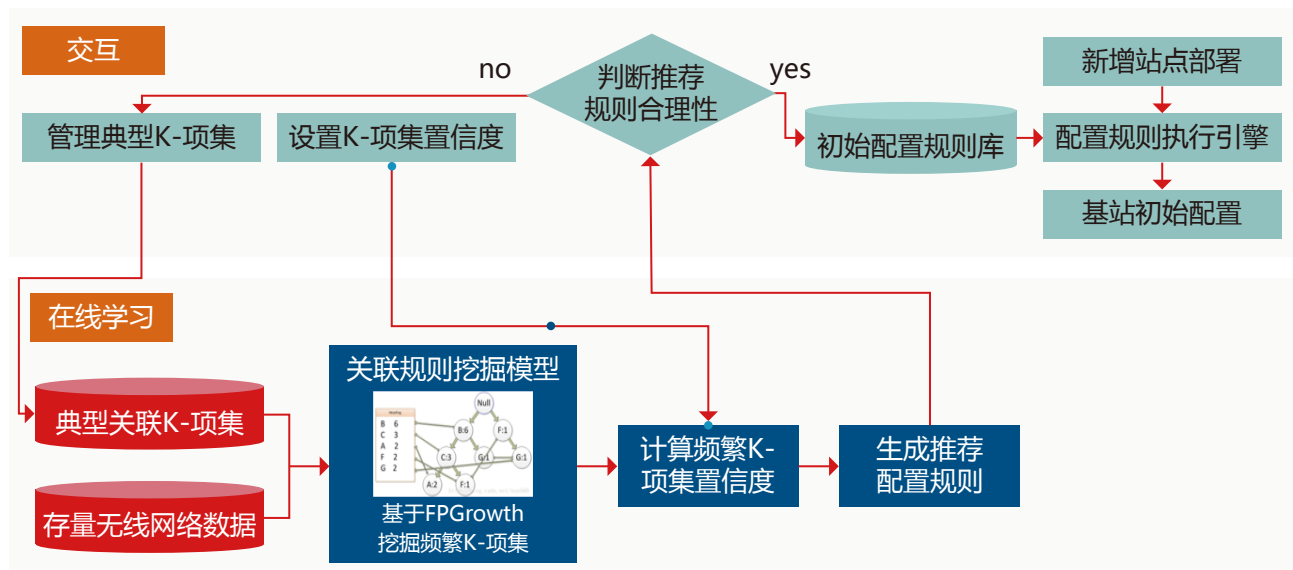 交互
no
判断推荐
规则合理性
yes
新增站点部署
管理典型K-项集
设置K-项集置信度
初始配置规则库
配置规则执行引擎
基站初始配置
在线学习
典型关联K-项集
存量无线网络数据
关联规则挖掘模型
B 6
C 3
A 2
F 2
G 2
Null
B:6
F:1
C:3
G:1
G:1
A:2
F:1
基于FPGrowth
挖掘频繁K-项集
计算频繁K-
项集置信度
生成推荐
配置规则